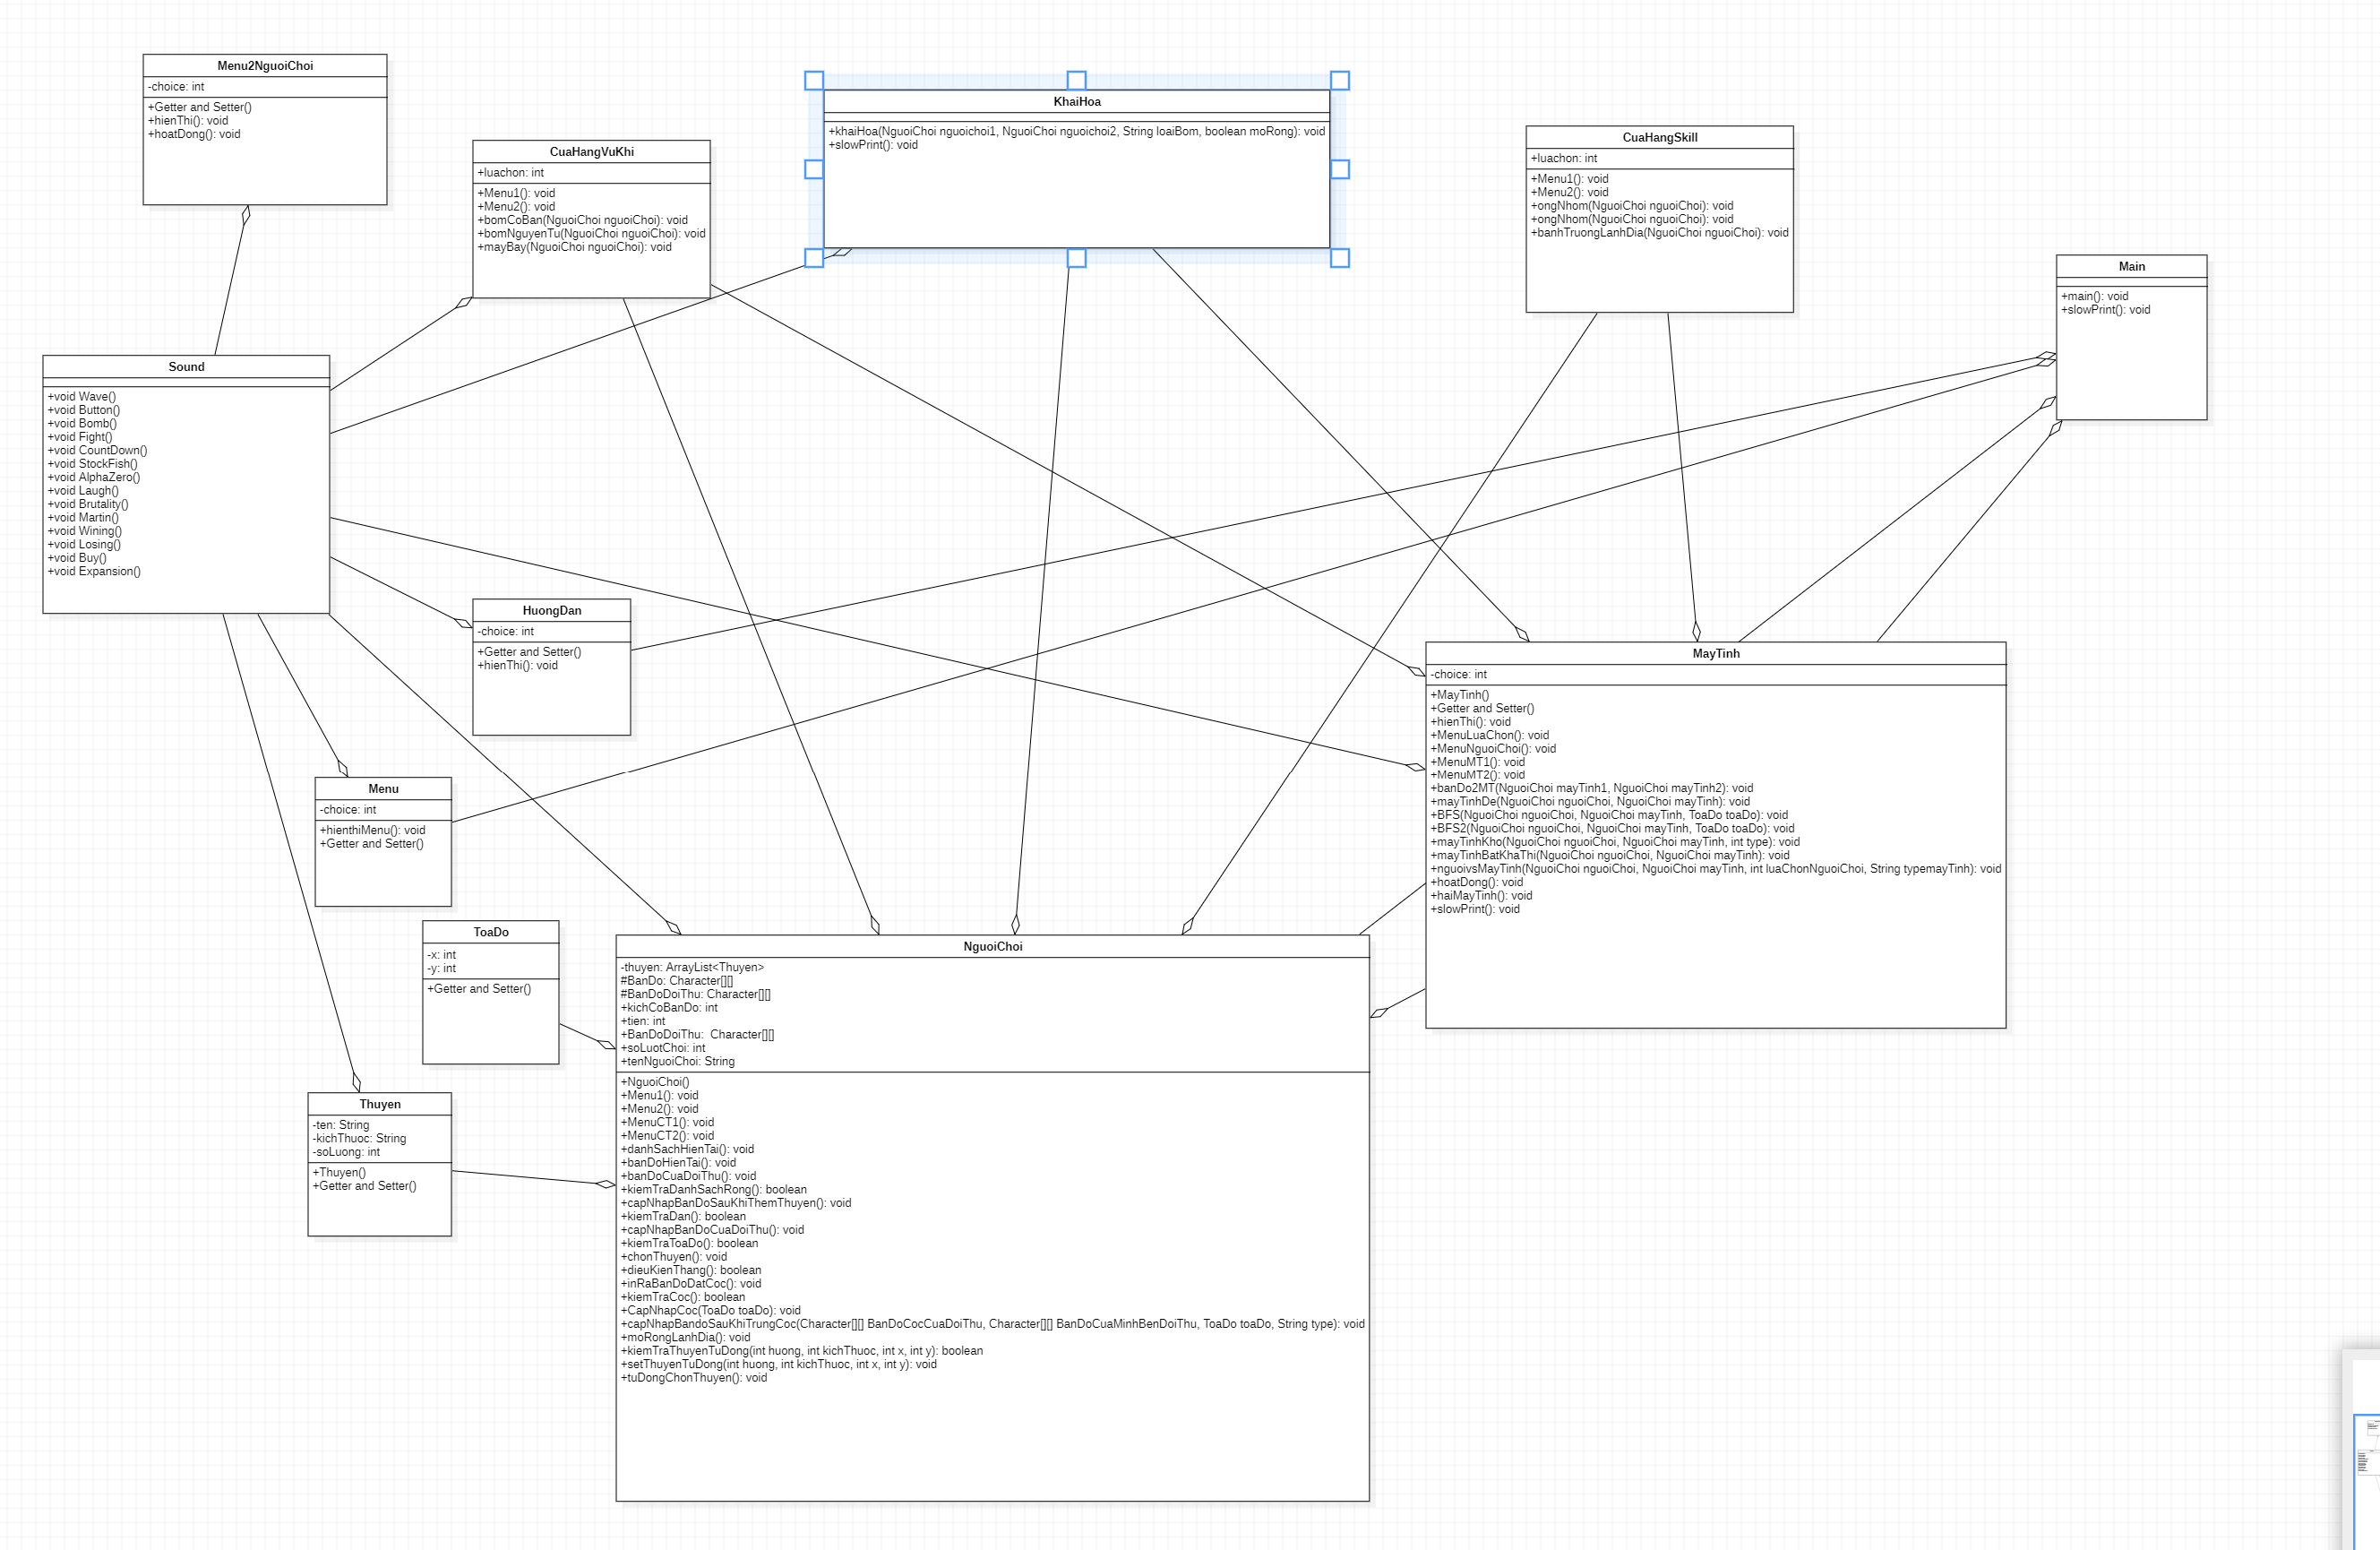 Menu2NguoiChoi
-choice: int
+Getter and Setter()
+hienThi(): void
+hoatDong(): void
CuaHangVuKhi
+luachon: int
+Menu1(): void
+Menu2(): void
+bomCoBan(NguoiChoi nguoiChoi): void
+bomNguyenTu(NguoiChoi nguoiChoi): void
+mayBay(NguoiChoi nguoiChoi): void
KhaiHoa
+khaiHoa(NguoiChoi nguoichoi1, NguoiChoi nguoichoi2, String loaiBom, boolean moRong): void
+slowPrint(): void
CuaHangSkill
+luachon: int
+Menu1(): void
+Menu2(): void
+ongNhom(NguoiChoi nguoiChoi): void
+ongNhom(NguoiChoi nguoiChoi): void
+banhTruongLanhDia(NguoiChoi nguoiChoi): void
Main
+main(): void
+slowPrint(): void
Sound
+void Wave()
+void Button()
+void Bomb()
+void Fight()
+void CountDown()
+void StockFish()
+void AlphaZero()
+void Laugh()
+void Brutality()
+void Martin()
+void Wining()
+void Losing()
+void Buy()
+void Expansion()
HuongDan
-choice: int
+Getter and Setter()
+hienThi(): void
MayTinh
-choice: int
+MayTinh()
+Getter and Setter()
+hienThi(): void
+MenuLuaChon(): void
+MenuNguoiChoi(): void
+MenuMT1(): void
+MenuMT2(): void
+banDo2MT(NguoiChoi mayTinh1, NguoiChoi mayTinh2): void
+mayTinhDe(NguoiChoi nguoiChoi, NguoiChoi mayTinh): void
+BFS(NguoiChoi nguoiChoi, NguoiChoi mayTinh, ToaDo toaDo): void
+BFS2(NguoiChoi nguoiChoi, NguoiChoi mayTinh, ToaDo toaDo): void
+mayTinhKho(NguoiChoi nguoiChoi, NguoiChoi mayTinh, int type): void
+mayTinhBatKhaThi(NguoiChoi nguoiChoi, NguoiChoi mayTinh): void
+nguoivsMayTinh(NguoiChoi nguoiChoi, NguoiChoi mayTinh, int luaChonNguoiChoi, String typemayTinh): void
+hoatDong(): void
+haiMayTinh(): void
+slowPrint(): void
Menu
-choice: int
+hienthiMenu(): void
+Getter and Setter()
ToaDo
-x: int
-y: int
+Getter and Setter()
Thuyen
-ten: String
-kichThuoc: String
-soLuong: int
+Thuyen()
+Getter and Setter()
NguoiChoi
-thuyen: ArrayList<Thuyen>
#BanDo: Character[][]
#BanDoDoiThu: Character[][]
+kichCoBanDo: int
+tien: int
+BanDoDoiThu:  Character[][]
+soLuotChoi: int
+tenNguoiChoi: String
+NguoiChoi()
+Menu1(): void
+Menu2(): void
+MenuCT1(): void
+MenuCT2(): void
+danhSachHienTai(): void
+banDoHienTai(): void
+banDoCuaDoiThu(): void
+kiemTraDanhSachRong(): boolean
+capNhapBanDoSauKhiThemThuyen(): void
+kiemTraDan(): boolean
+capNhapBanDoCuaDoiThu(): void
+kiemTraToaDo(): boolean
+chonThuyen(): void
+dieuKienThang(): boolean
+inRaBanDoDatCoc(): void
+kiemTraCoc(): boolean
+CapNhapCoc(ToaDo toaDo): void
+capNhapBandoSauKhiTrungCoc(Character[][] BanDoCocCuaDoiThu, Character[][] BanDoCuaMinhBenDoiThu, ToaDo toaDo, String type): void
+moRongLanhDia(): void
+kiemTraThuyenTuDong(int huong, int kichThuoc, int x, int y): boolean
+setThuyenTuDong(int huong, int kichThuoc, int x, int y): void
+tuDongChonThuyen(): void